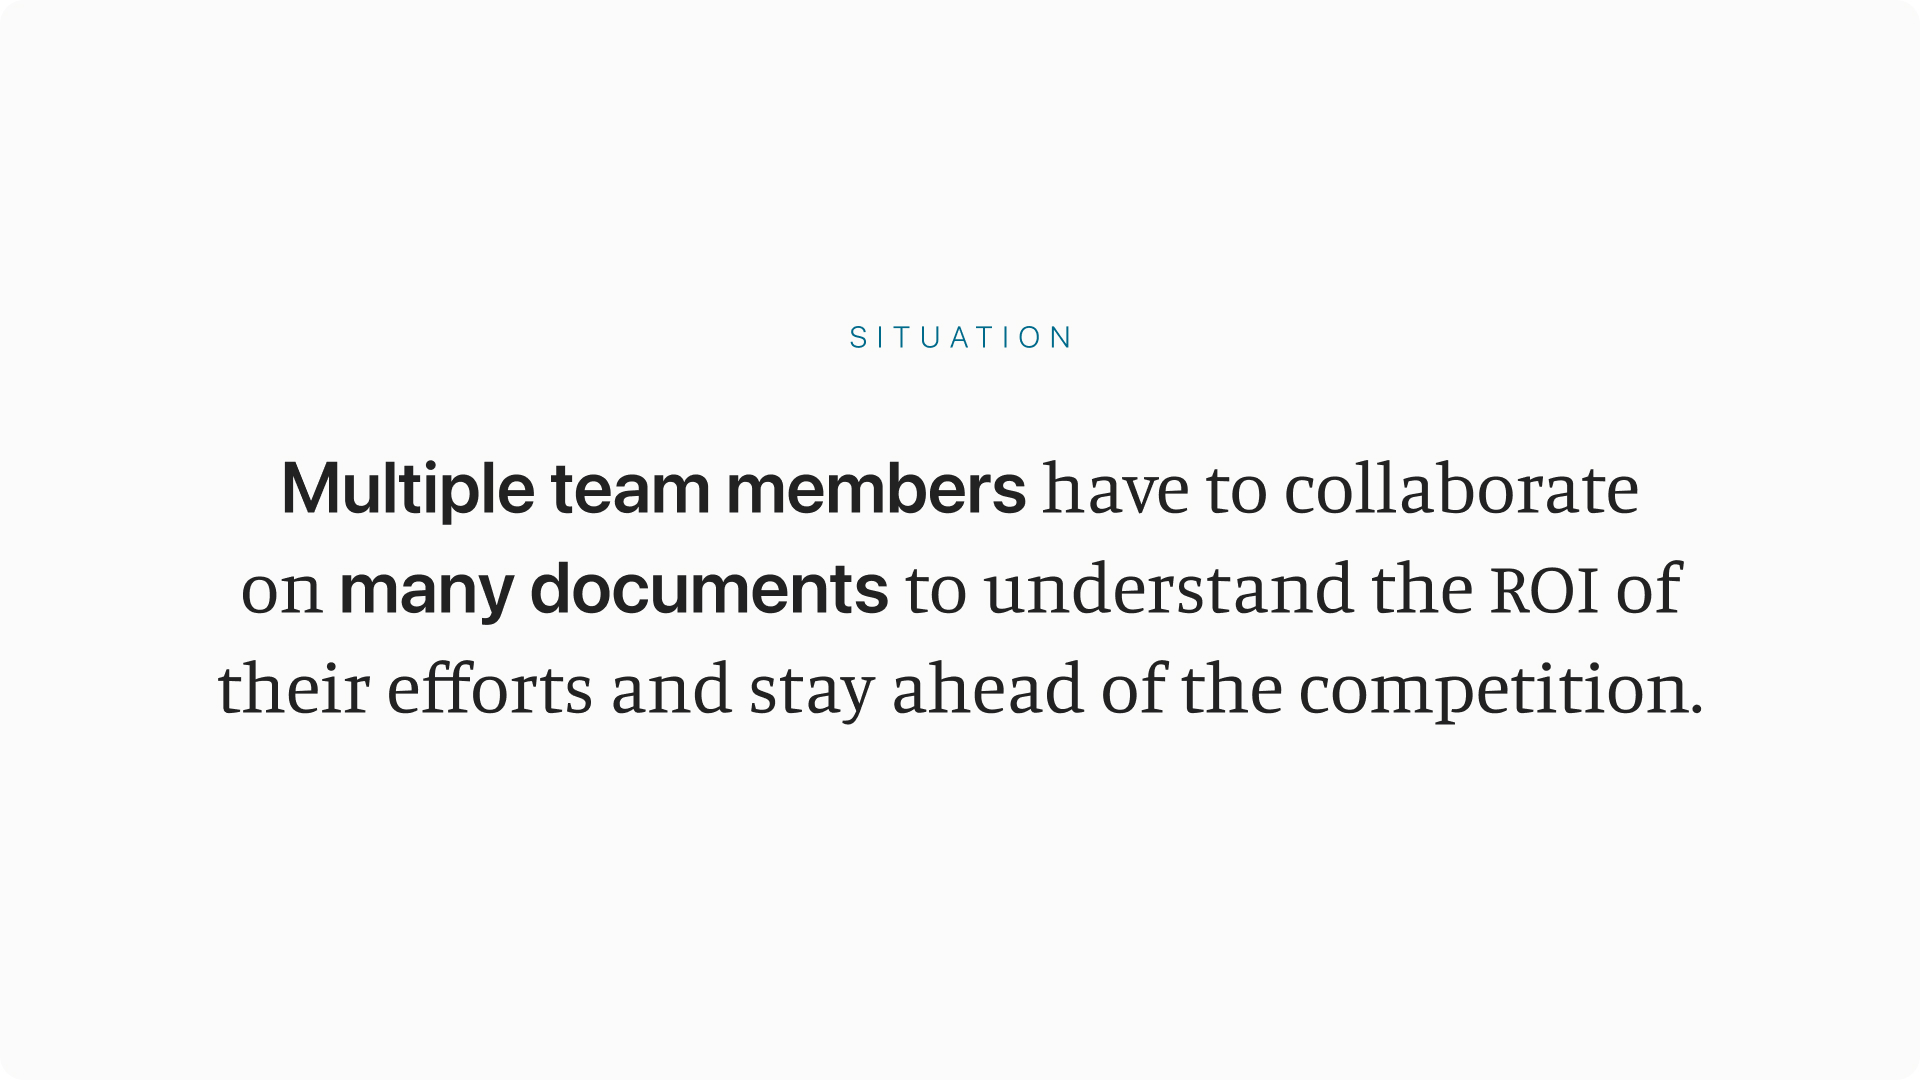 SITUATION
Multiple team members have to collaborate
on many documents to understand the ROI of
their efforts and stay ahead of the competition.